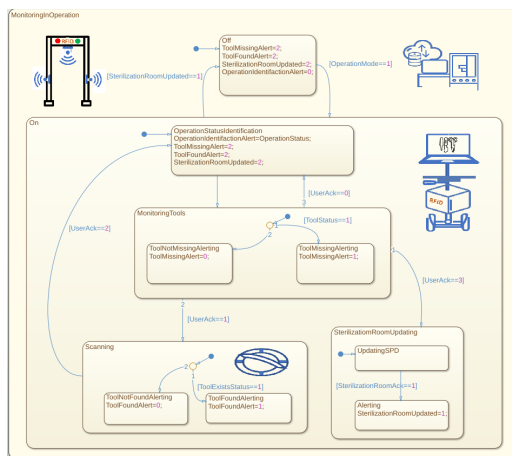 MonitoringInOperation
RFID
Off
ToolMissingAlert=2;
ToolFoundAlert=2;
SterilizationRoomUpdated=2;
OperationIdentifactionAlert=0;
[SterilizationRoomUpdated==1]
[OperationMode==1]
On
OperationStatusIdentification
OperationIdentifactionAlert=OperationStatus;
ToolMissingAlert=2;
ToolFoundAlert=2;
SterilizationRoomUpdated=2;
RFID
[UserAck==0]
3
[UserAck==2]
MonitoringTools
[ToolStatus==1]
1
2
ToolNotMissingAlerting
ToolMissingAlert=0;
ToolMissingAlerting
ToolMissingAlert=1;
1
[UserAck==3]
2
[UserAck==1]
Scanning
2
1
[ToolExistsStatus==1]
ToolNotFoundAlerting
ToolFoundAlert=0;
ToolFoundAlerting
ToolFoundAlert=1;
SterilizatiomRoomUpdating
UpdatingSPD
[SterilizationRoomAck==1]
Alerting
SterilizationRoomUpdated=1;